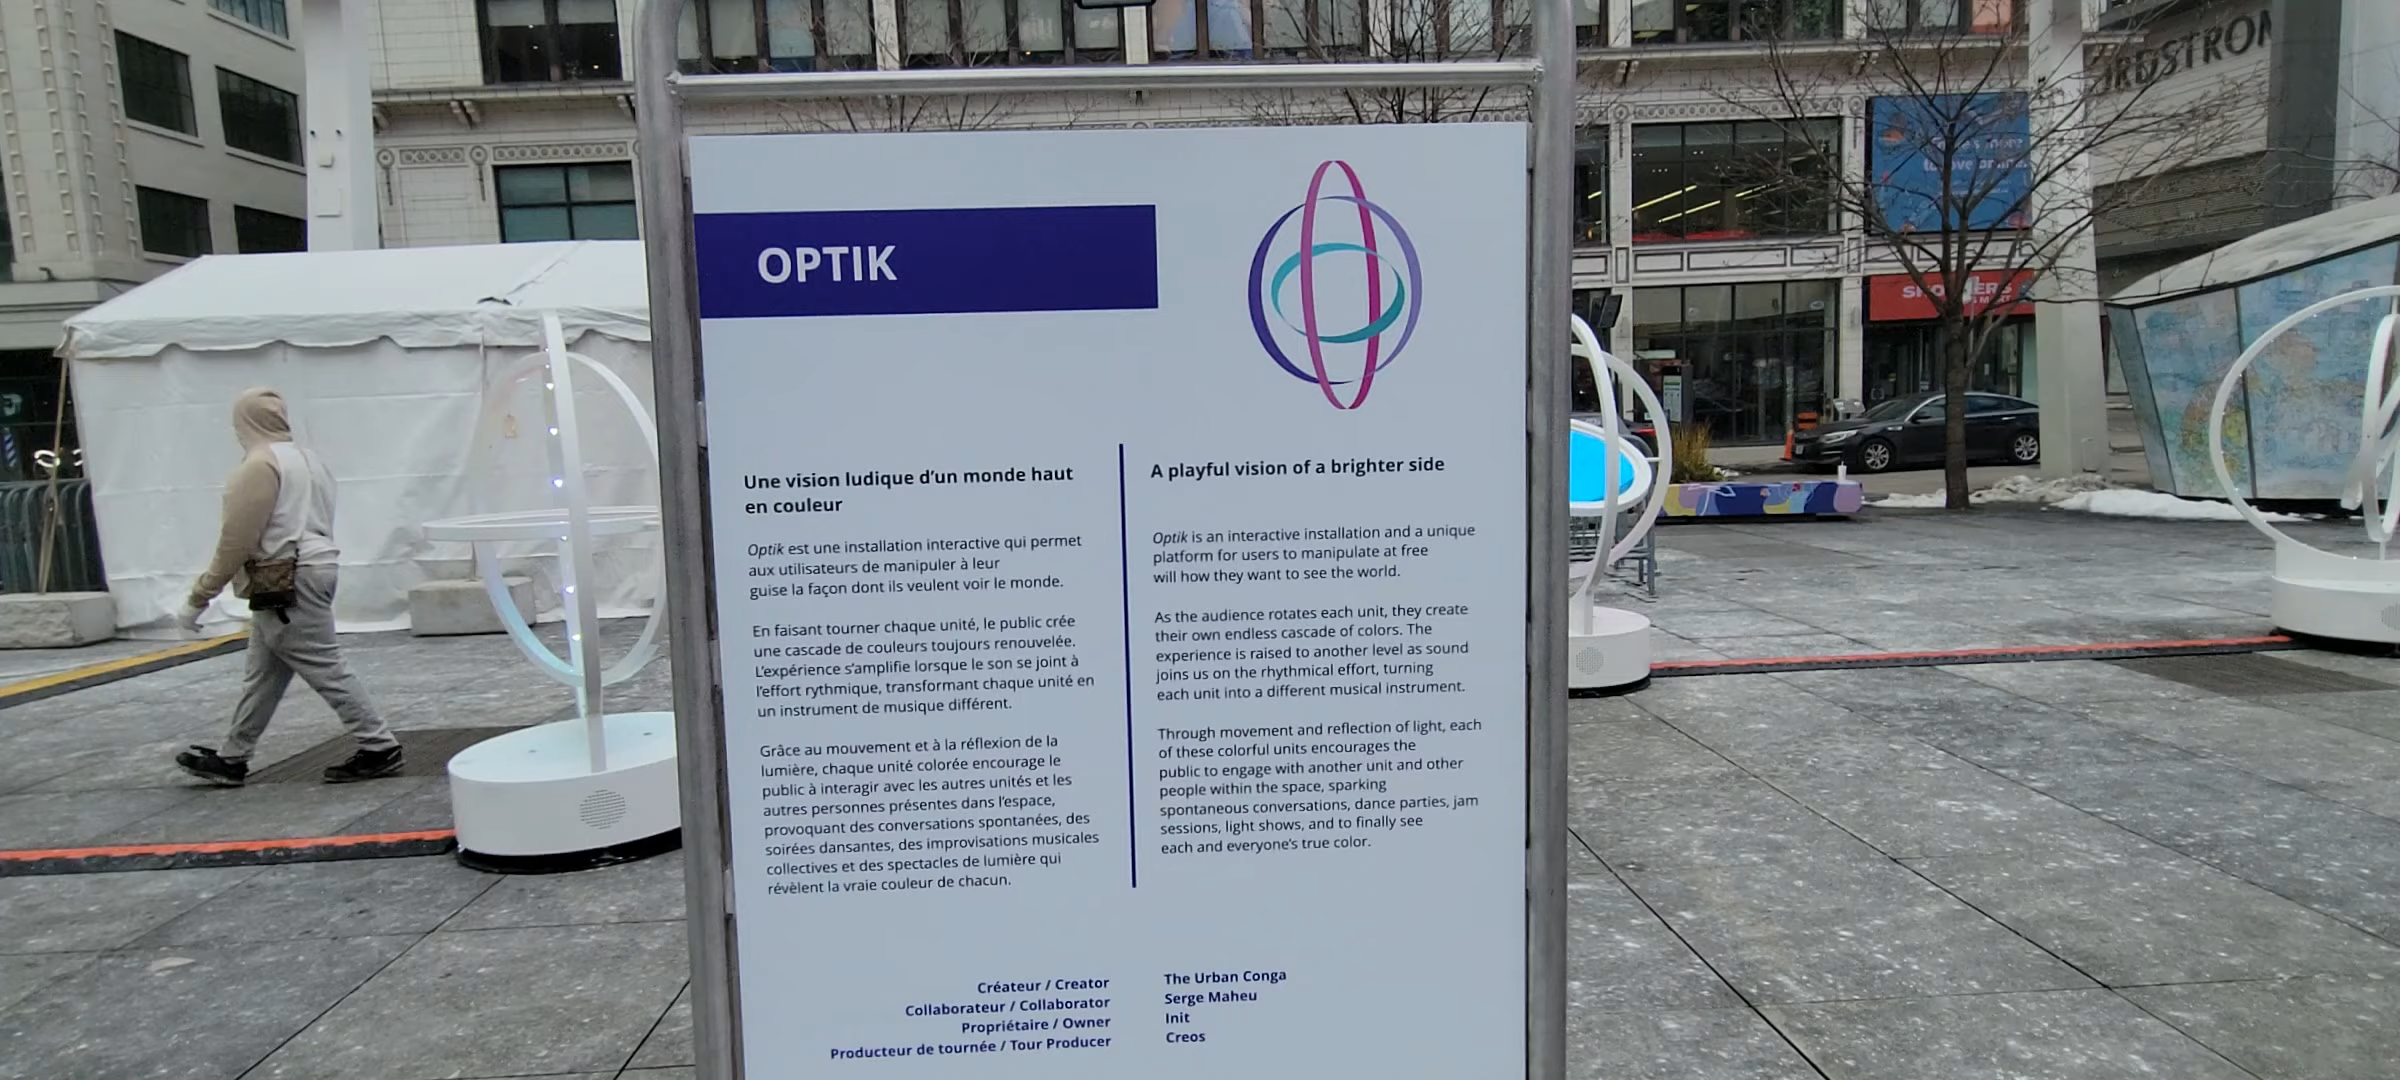 OPTIK
Une vision ludique d'un monde haut
en couleur
Optik est une installation interactive qui permet
aux utilisateurs de manipuler à leur
guise la façon dont ils veulent voir le monde.
En faisant tourner chaque unité, le public crée
une cascade de couleurs toujours renouvelée.
L'expérience s'amplifie lorsque le son se joint à
l'effort rythmique, transformant chaque unité en
un instrument de musique différent.
Grâce au mouvement et à la réflexion de la
lumière, chaque unité colorée encourage le
public à interagir avec les autres unités et les
autres personnes présentes dans l'espace,
provoquant des conversations spontanées, des
soirées dansantes, des improvisations musicales
collectives et des spectacles de lumière qui
révèlent la vraie couleur de chacun.
A playful vision of a brighter side
Optik is an interactive installation and a unique
platform for users to manipulate at free
will how they want to see the world.
As the audience rotates each unit, they create
their own endless cascade of colors. The
experience is raised to another level as sound
joins us on the rhythmical effort, turning
each unit into a different musical instrument.
Through movement and reflection of light, each
of these colorful units encourages the
public to engage with another unit and other
people within the space, sparking
spontaneous conversations, dance parties, jam
sessions, light shows, and to finally see
each and everyone's true color.
Créateur / Creator The Urban Conga
Collaborateur / Collaborator Serge Maheu
Propriétaire / Owner Init
Producteur de tournée / Tour Producer Creos